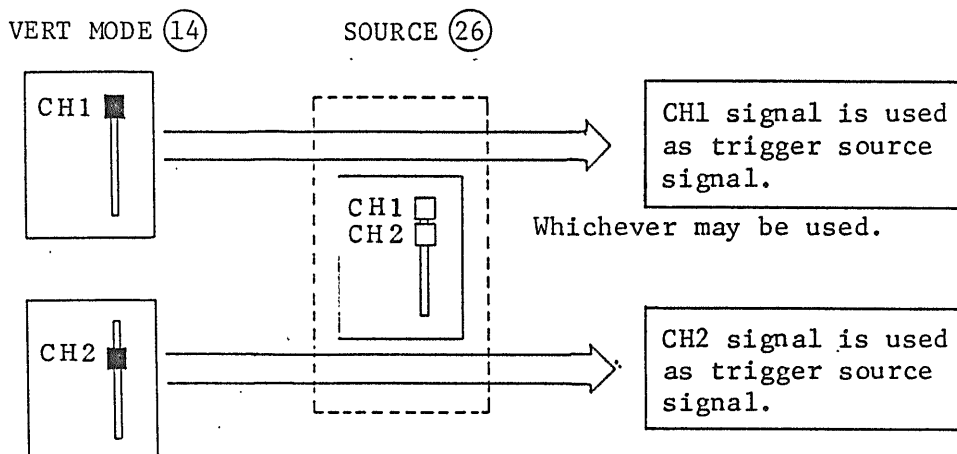 VERT MODE 14 SOURCE 26
CH1
CH1 signal is used
as trigger source
signal.
CH1
CH2
Whichever may be used.
CH2
CH2 signal is used
as trigger source
signal.